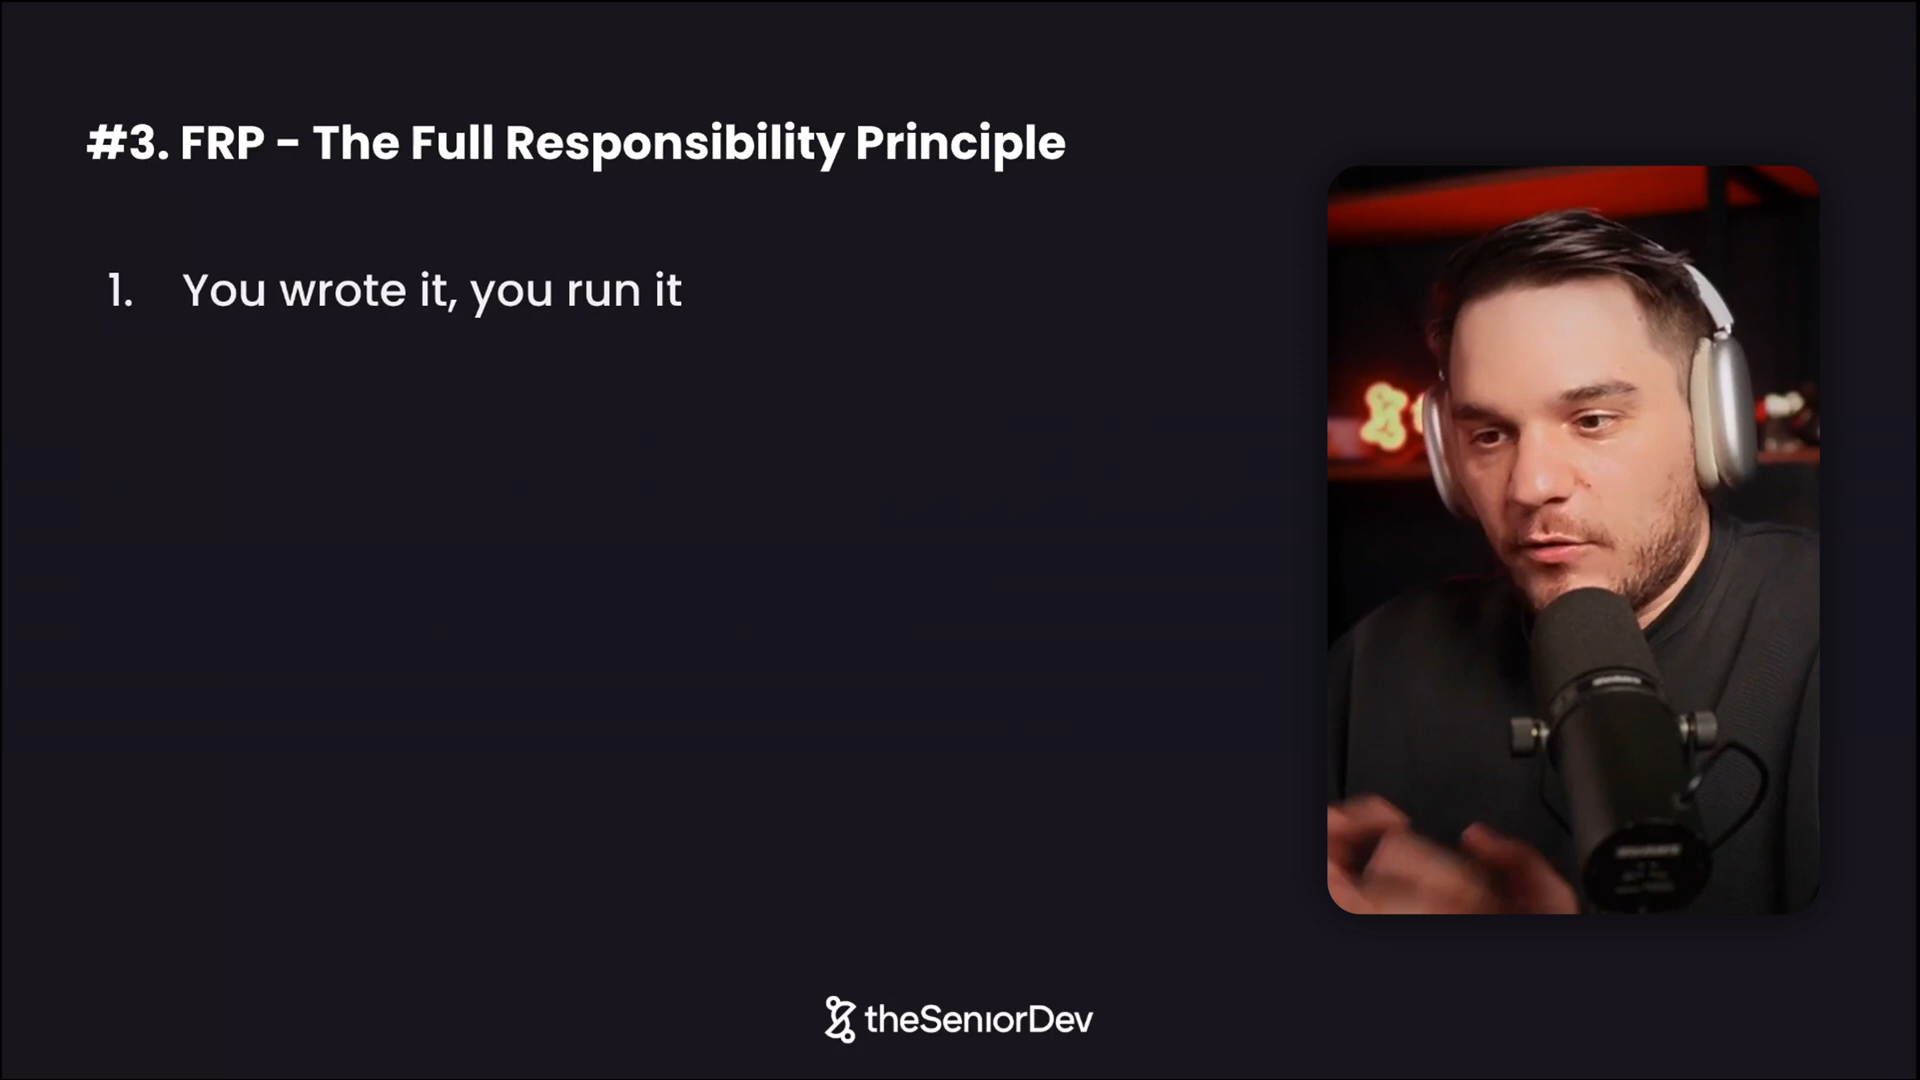 #3. FRP - The Full Responsibility Principle
1. You wrote it, you run it
theSeniorDev